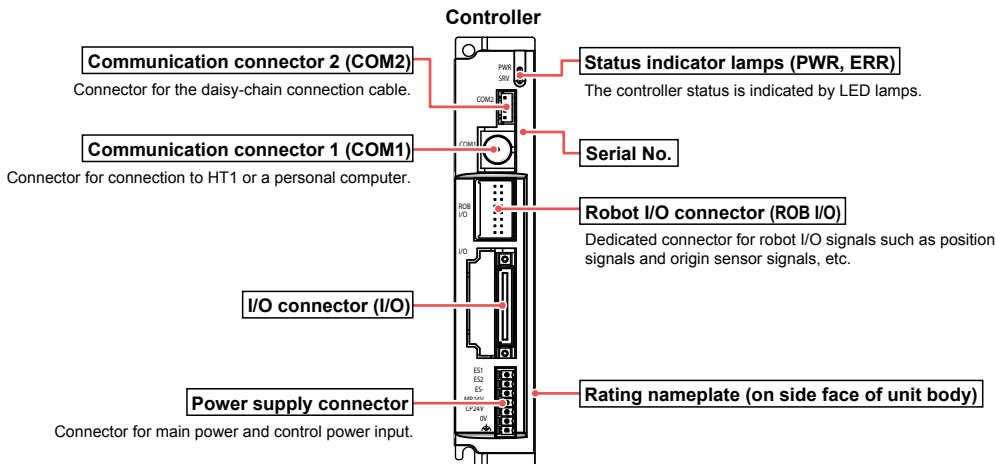 Controller
Communication connector 2 (COM2)
Connector for the daisy-chain connection cable.
Communication connector 1 (COM1)
Connector for connection to HT1 or a personal computer.
I/O connector (I/O)
Power supply connector
Connector for main power and control power input.
PWR
SRV
COM2
COM1
ROB
I/O
I/O
ES1
ES2
ES-
MP24V
CP24V
0V
Status indicator lamps (PWR, ERR)
The controller status is indicated by LED lamps.
Serial No.
Robot I/O connector (ROB I/O)
Dedicated connector for robot I/O signals such as position
signals and origin sensor signals, etc.
Rating nameplate (on side face of unit body)